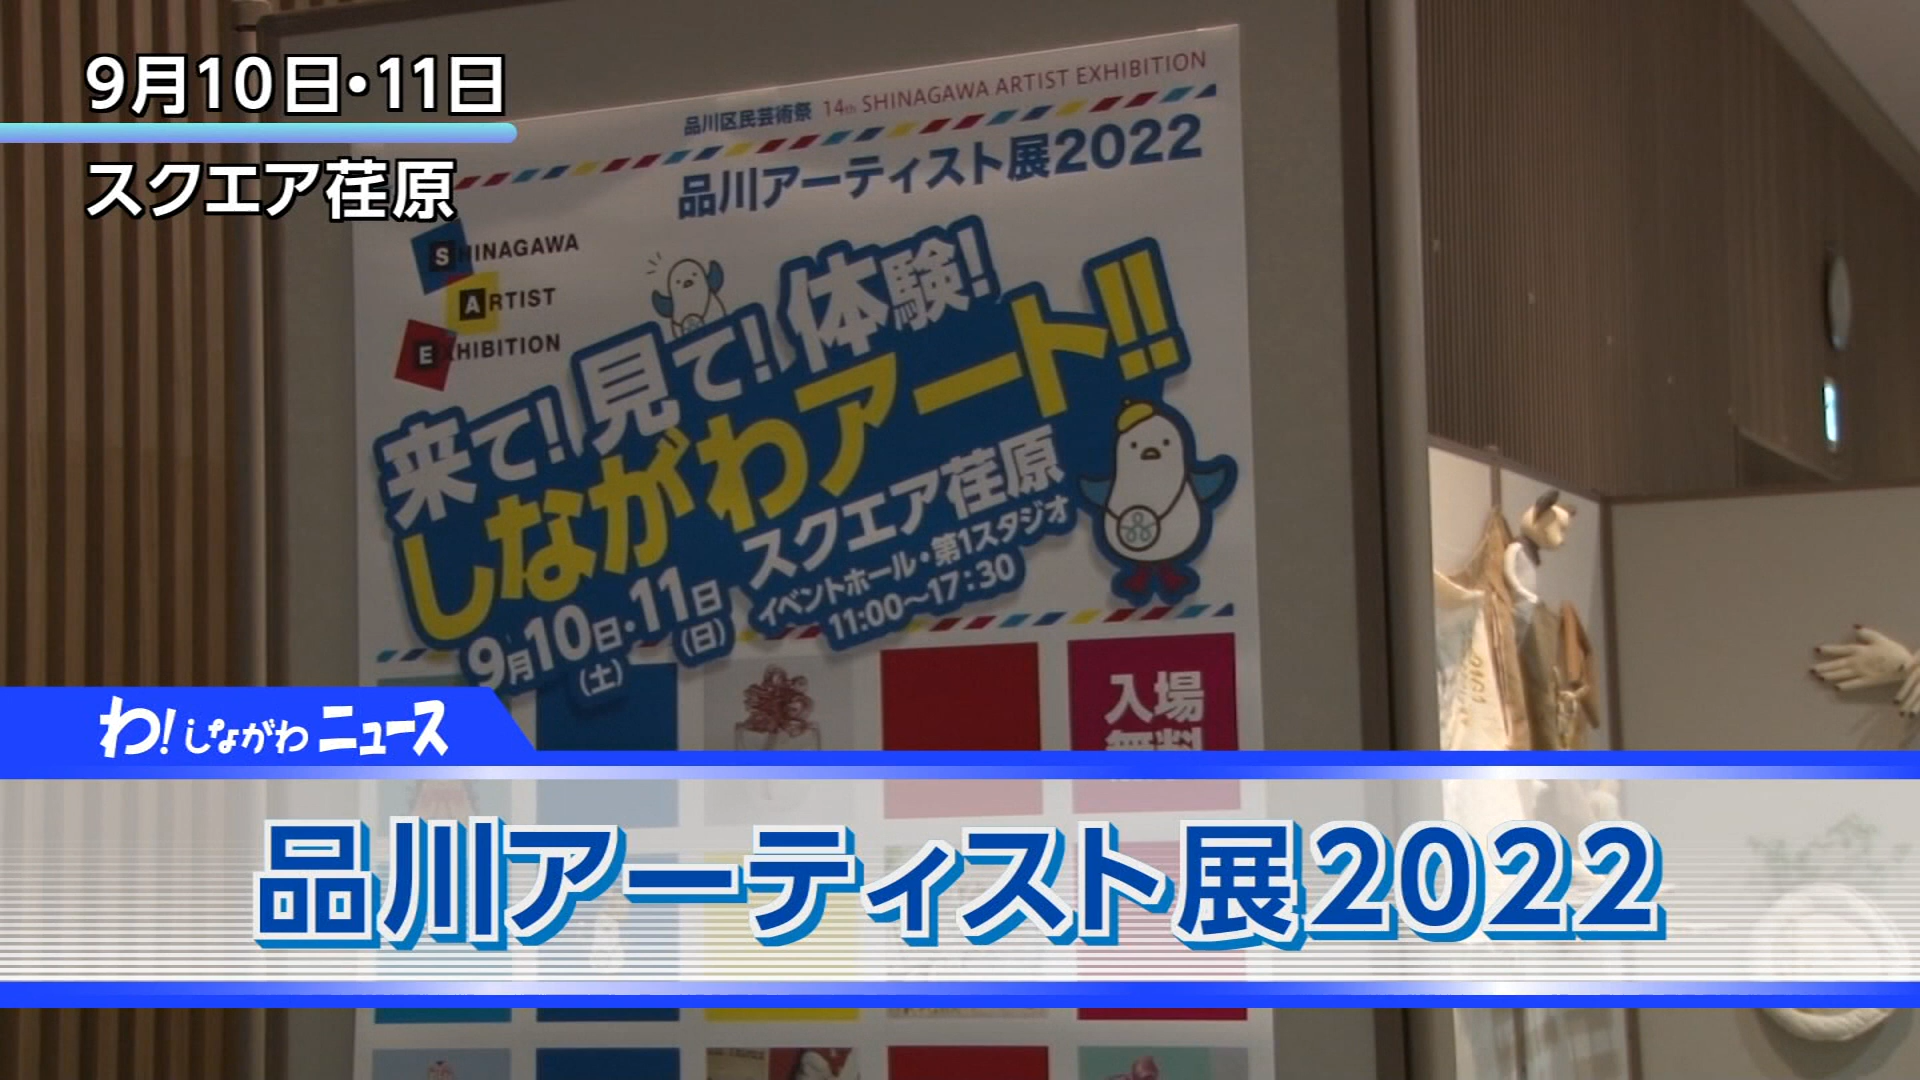 9月10日・11日
スクエア荏原
品川区民芸術祭 14th SHINAGAWA ARTIST EXHIBITION
品川アーティスト展2022
SHINAGAWA
ARTIST
EXHIBITION
来て!見て!体験!
しながわアート!!
9月10日(土)・11日(日)
スクエア荏原
イベントホール・第1スタジオ
11:00〜17:30
入場
無料
わ!しながわニュース
品川アーティスト展2022